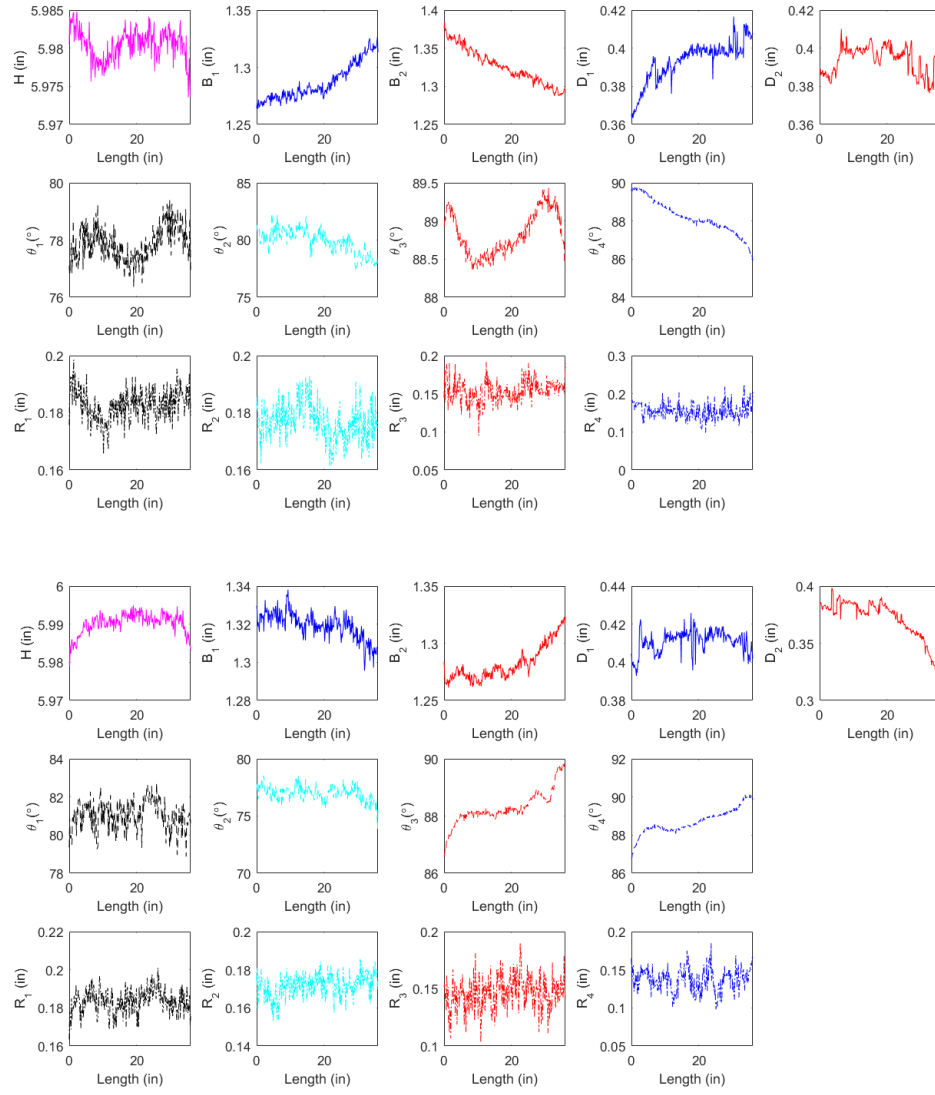 5.985 1.35 1.4 0.42 0.42
H (in) 5.98 B1 (in) 1.3 B2 (in) 1.35 D1 (in) 0.4 D2 (in) 0.4
5.975 1.3 0.38 0.38
5.97 1.25 1.25 0.36 0.36
0 20 0 20 0 20 0 20 0 20
Length (in) Length (in) Length (in) Length (in) Length (in)
80 85 89.5 90
θ1(°) 78 θ2(°) 80 θ3(°) 89 θ4(°) 88
88.5 86
76 75 88 84
0 20 0 20 0 20 0 20
Length (in) Length (in) Length (in) Length (in)
0.2 0.2 0.2 0.3
R1 (in) 0.18 R2 (in) 0.18 R3 (in) 0.15 R4 (in) 0.2
0.1 0.1
0.16 0.16 0.05 0
0 20 0 20 0 20 0 20
Length (in) Length (in) Length (in) Length (in)
6 1.34 1.35 0.44 0.4
H (in) 5.99 B1 (in) 1.32 B2 (in) 1.3 D1 (in) 0.42 D2 (in) 0.35
5.98 1.3 0.4
5.97 1.28 1.25 0.38 0.3
0 20 0 20 0 20 0 20 0 20
Length (in) Length (in) Length (in) Length (in) Length (in)
84 80 90 92
θ1(°) 82 θ2(°) 75 θ3(°) 88 θ4(°) 90
80 88
78 70 86 86
0 20 0 20 0 20 0 20
Length (in) Length (in) Length (in) Length (in)
0.22 0.2 0.2 0.2
R1 (in) 0.2 R2 (in) 0.18 R3 (in) 0.15 R4 (in) 0.15
0.18 0.16 0.1
0.16 0.14 0.1 0.05
0 20 0 20 0 20 0 20
Length (in) Length (in) Length (in) Length (in)